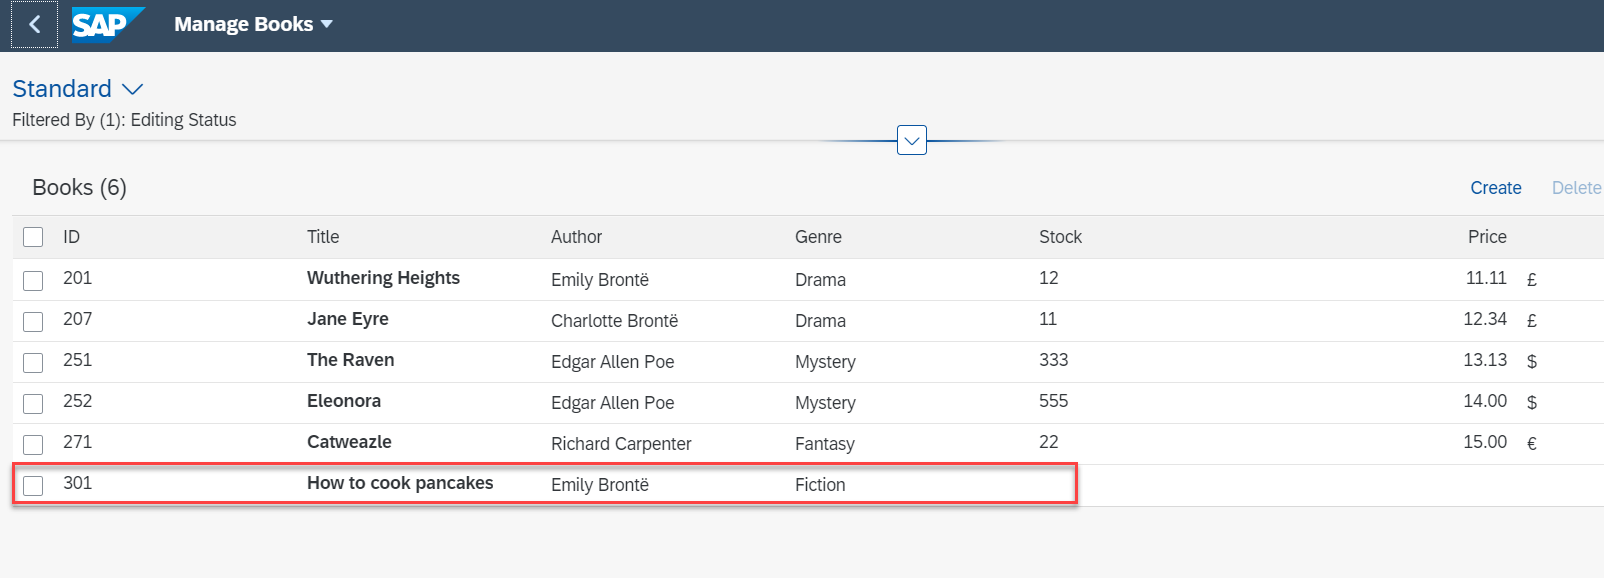 SAP Manage Books
Standard
Filtered By (1): Editing Status
Books (6) Create Delete
ID Title Author Genre Stock Price
201 Wuthering Heights Emily Brontë Drama 12 11.11 £
207 Jane Eyre Charlotte Brontë Drama 11 12.34 £
251 The Raven Edgar Allen Poe Mystery 333 13.13 $
252 Eleonora Edgar Allen Poe Mystery 555 14.00 $
271 Catweazle Richard Carpenter Fantasy 22 15.00 €
301 How to cook pancakes Emily Brontë Fiction